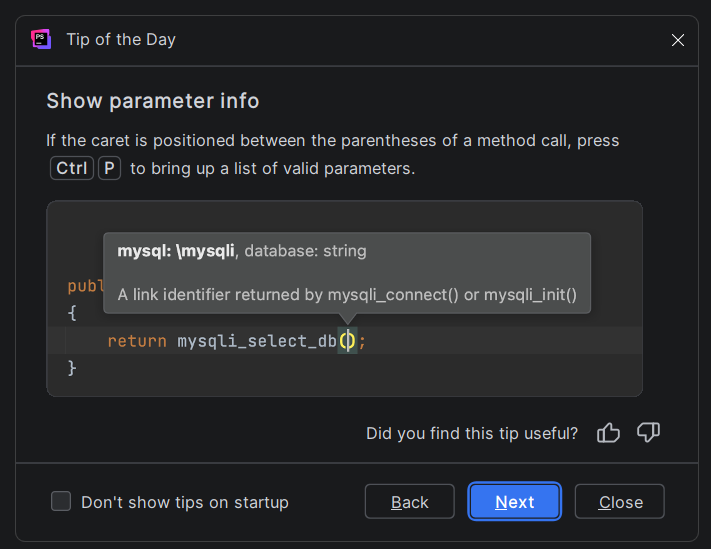 PS
Tip of the Day
Show parameter info
If the caret is positioned between the parentheses of a method call, press
Ctrl P to bring up a list of valid parameters.
mysql: \mysqli, database: string
A link identifier returned by mysqli_connect() or mysqli_init()
publ
{
return mysqli_select_db();
}
Did you find this tip useful?
Don't show tips on startup
Back
Next
Close